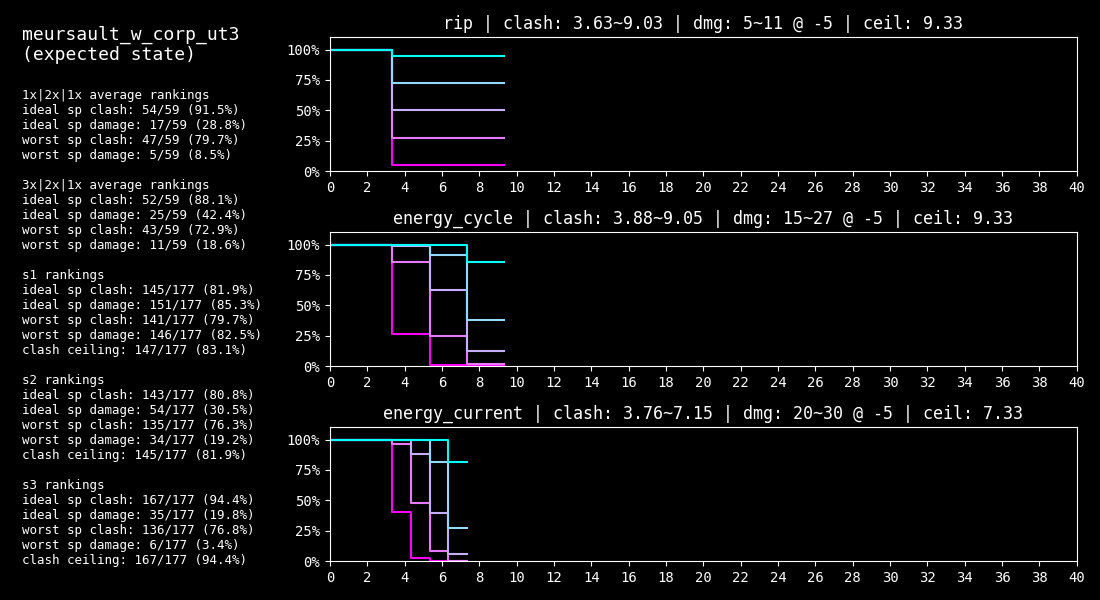 meursault_w_corp_ut3
(expected state)
1x|2x|1x average rankings
ideal sp clash: 54/59 (91.5%)
ideal sp damage: 17/59 (28.8%)
worst sp clash: 47/59 (79.7%)
worst sp damage: 5/59 (8.5%)
3x|2x|1x average rankings
ideal sp clash: 52/59 (88.1%)
ideal sp damage: 25/59 (42.4%)
worst sp clash: 43/59 (72.9%)
worst sp damage: 11/59 (18.6%)
s1 rankings
ideal sp clash: 145/177 (81.9%)
ideal sp damage: 151/177 (85.3%)
worst sp clash: 141/177 (79.7%)
worst sp damage: 146/177 (82.5%)
clash ceiling: 147/177 (83.1%)
s2 rankings
ideal sp clash: 143/177 (80.8%)
ideal sp damage: 54/177 (30.5%)
worst sp clash: 135/177 (76.3%)
worst sp damage: 34/177 (19.2%)
clash ceiling: 145/177 (81.9%)
s3 rankings
ideal sp clash: 167/177 (94.4%)
ideal sp damage: 35/177 (19.8%)
worst sp clash: 136/177 (76.8%)
worst sp damage: 6/177 (3.4%)
clash ceiling: 167/177 (94.4%)
rip | clash: 3.63~9.03 | dmg: 5~11 @ -5 | ceil: 9.33
100%
75%
50%
25%
0%
0 2 4 6 8 10 12 14 16 18 20 22 24 26 28 30 32 34 36 38 40
energy_cycle | clash: 3.88~9.05 | dmg: 15~27 @ -5 | ceil: 9.33
100%
75%
50%
25%
0%
0 2 4 6 8 10 12 14 16 18 20 22 24 26 28 30 32 34 36 38 40
energy_current | clash: 3.76~7.15 | dmg: 20~30 @ -5 | ceil: 7.33
100%
75%
50%
25%
0%
0 2 4 6 8 10 12 14 16 18 20 22 24 26 28 30 32 34 36 38 40